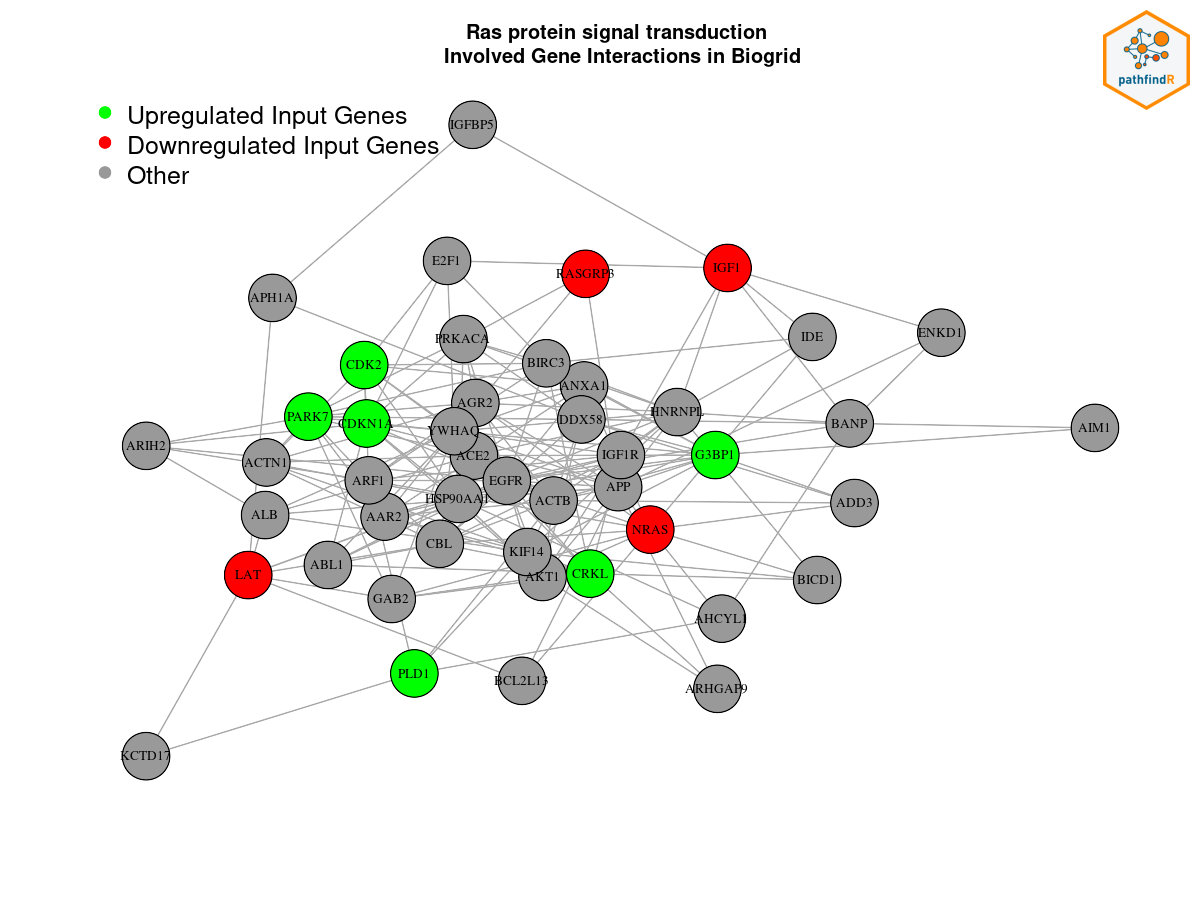 Ras protein signal transduction
Involved Gene Interactions in Biogrid
pathfindR
Upregulated Input Genes
Downregulated Input Genes
Other
IGFBP5
E2F1
RASGRP3
IGF1
APH1A
PRKACA
IDE
ENKD1
CDK2
BIRC3
ANXA1
AGR2
HNRNPL
PARK7
CDKN1A
DDX58
BANP
AIM1
YWHAQ
ARIH2
ACTN1
ACE2
IGF1R
G3BP1
ARF1
EGFR
APP
HSP90AA1
ACTB
ADD3
ALB
AAR2
NRAS
CBL
KIF14
ABL1
LAT
AKT1
CRKL
BICD1
GAB2
AHCYL1
PLD1
BCL2L13
ARHGAP9
KCTD17